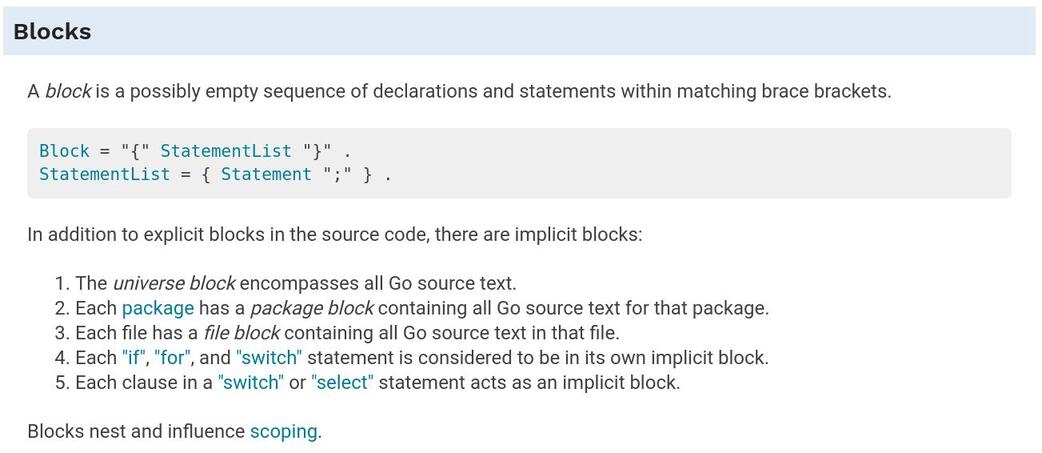 Blocks
A block is a possibly empty sequence of declarations and statements within matching brace brackets.
Block = "{" StatementList "}" .
StatementList = { Statement ";" } .
In addition to explicit blocks in the source code, there are implicit blocks:
1. The universe block encompasses all Go source text.
2. Each package has a package block containing all Go source text for that package.
3. Each file has a file block containing all Go source text in that file.
4. Each "if", "for", and "switch" statement is considered to be in its own implicit block.
5. Each clause in a "switch" or "select" statement acts as an implicit block.
Blocks nest and influence scoping.